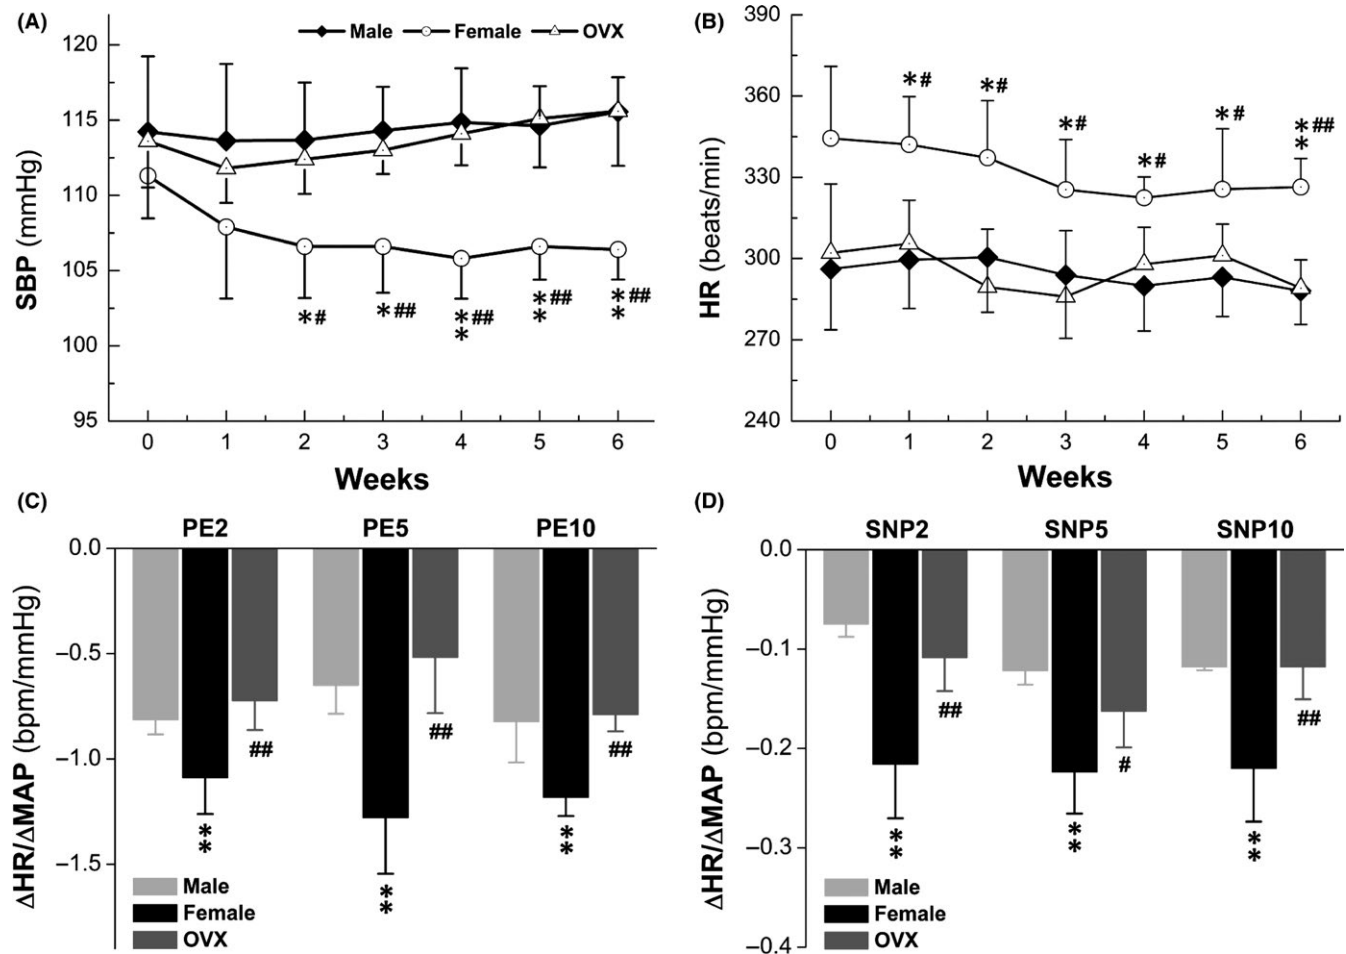 (A)
Male Female OVX
SBP (mmHg)
120
115
110
105
100
95
*# *## **## **## **##
0 1 2 3 4 5 6
Weeks
(B)
HR (beats/min)
390
360
330
300
270
240
*# *# *# *# *# **##
0 1 2 3 4 5 6
Weeks
(C)
PE2 PE5 PE10
ΔHR/ΔMAP (bpm/mmHg)
0.0
−0.5
−1.0
−1.5
** ## ** ## ** ##
Male
Female
OVX
(D)
SNP2 SNP5 SNP10
ΔHR/ΔMAP (bpm/mmHg)
0.0
−0.1
−0.2
−0.3
−0.4
** ## ** # ** ##
Male
Female
OVX